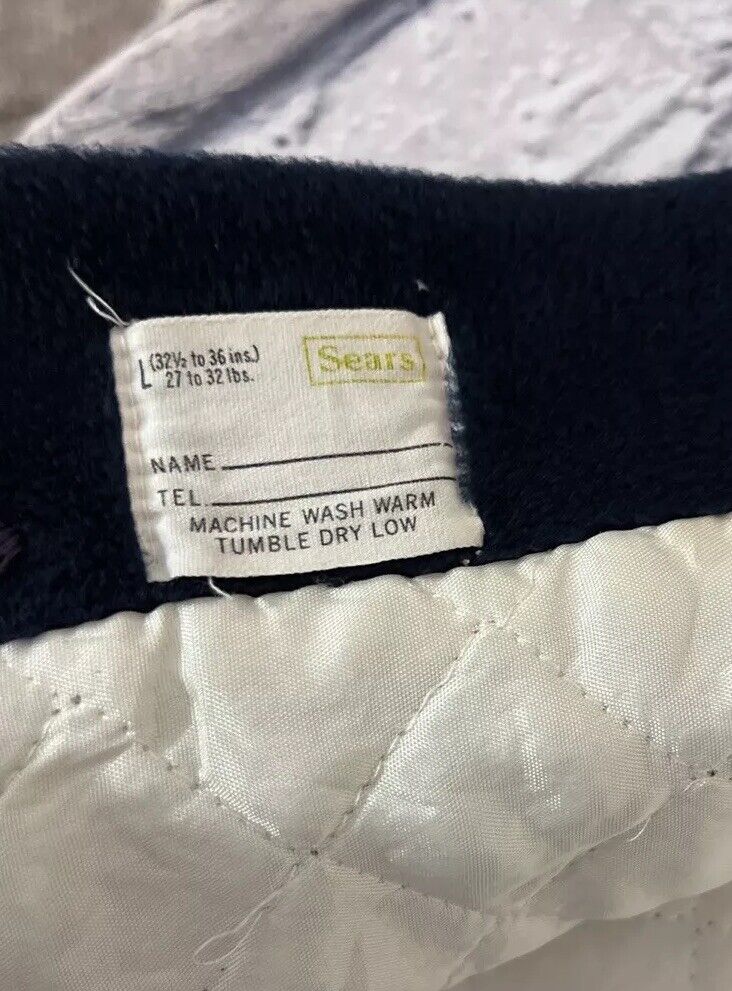 L (32½ to 36 ins.)
27 to 32 lbs.
Sears
NAME
TEL.
MACHINE WASH WARM
TUMBLE DRY LOW